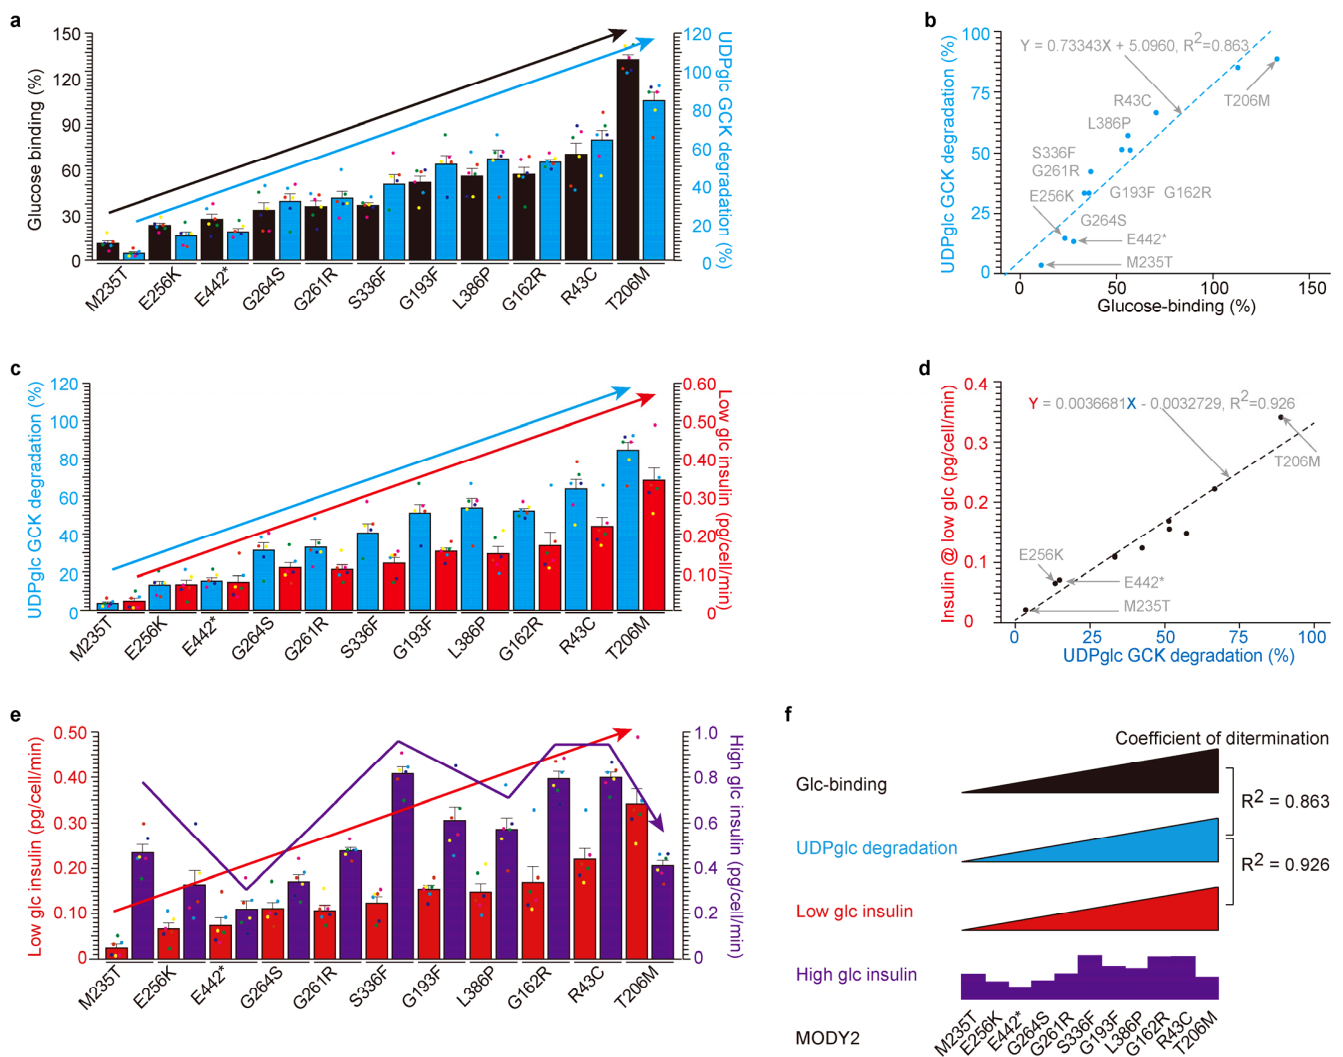 a
150
120
90
60
30
0
Glucose binding (%)
120
100
80
60
40
20
0
UDPglc GCK degradation (%)
M235T
E256K
E442*
G264S
G261R
S336F
G193F
L386P
G162R
R43C
T206M
b
100
75
50
25
0
UDPglc GCK degradation (%)
Y = 0.73343X + 5.0960, R2=0.863
R43C
T206M
L386P
S336F
G261R
E256K
G193F G162R
G264S
E442*
M235T
0
50
100
150
Glucose-binding (%)
c
120
100
80
60
40
20
0
UDPglc GCK degradation (%)
0.60
0.50
0.40
0.30
0.20
0.10
0
Low glc insulin (pg/cell/min)
M235T
E256K
E442*
G264S
G261R
S336F
G193F
L386P
G162R
R43C
T206M
d
0.4
0.3
0.2
0.1
0
Insulin @ low glc (pg/cell/min)
Y = 0.0036681X - 0.0032729, R2=0.926
T206M
E256K
E442*
M235T
0
25
50
75
100
UDPglc GCK degradation (%)
e
0.50
0.40
0.30
0.20
0.10
0
Low glc insulin (pg/cell/min)
1.0
0.8
0.6
0.4
0.2
0
High glc insulin (pg/cell/min)
M235T
E256K
E442*
G264S
G261R
S336F
G193F
L386P
G162R
R43C
T206M
f
Coefficient of ditermination
Glc-binding
R2 = 0.863
UDPglc degradation
R2 = 0.926
Low glc insulin
High glc insulin
MODY2
M235T
E256K
E442*
G264S
G261R
S336F
G193F
L386P
G162R
R43C
T206M